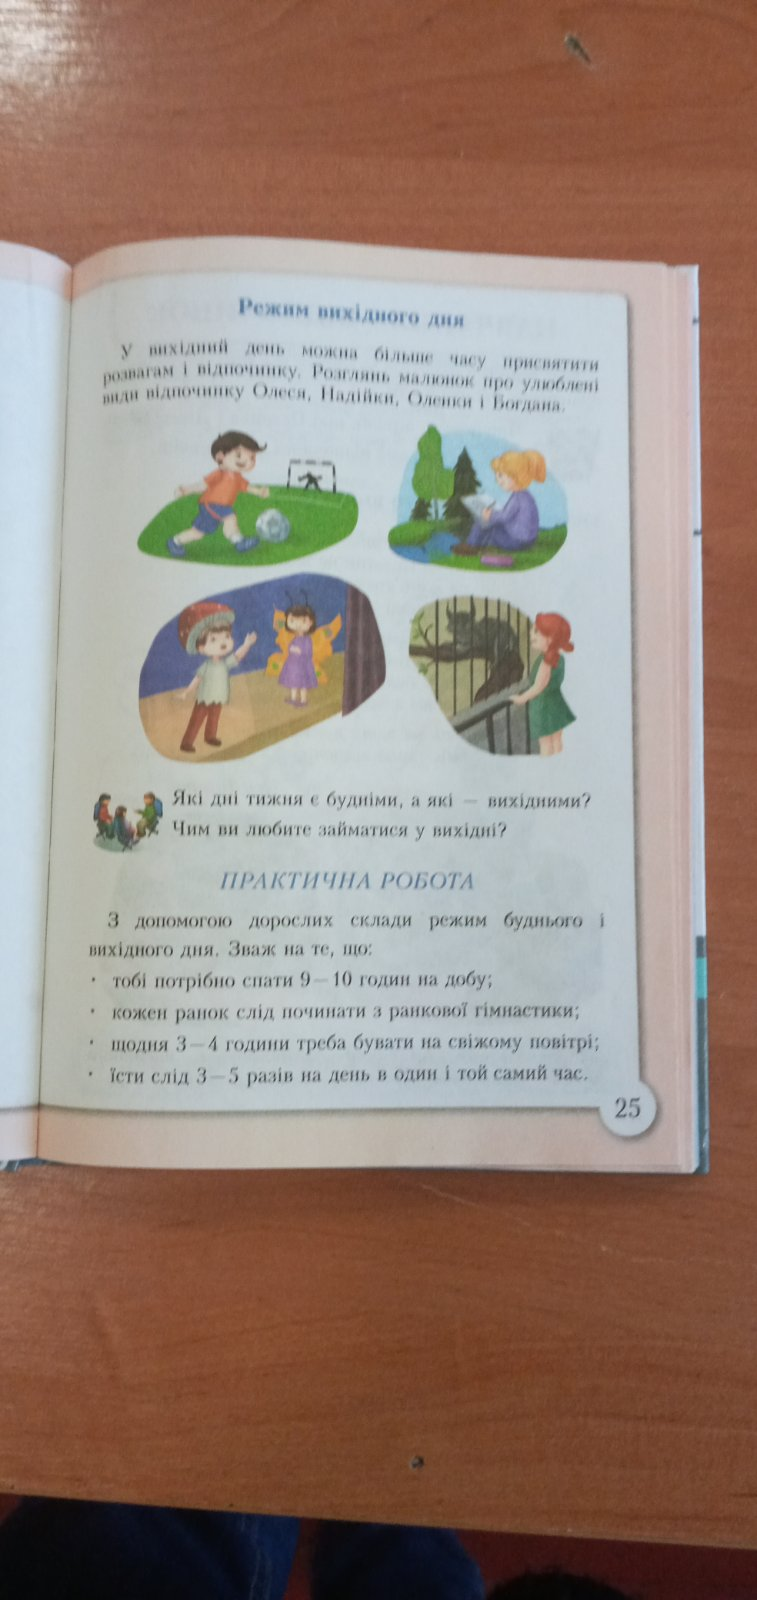 Режим вихідного дня
У вихідний день можна більше часу присвятити
розвагам і відпочинку. Розглянь малюнок про улюблені
види відпочинку Олеся, Надійки, Оленки і Богдана.
Які дні тижня є будніми, а які — вихідними?
Чим ви любите займатися у вихідні?
ПРАКТИЧНА РОБОТА
З допомогою дорослих склади режим буднього і
вихідного дня. Зваж на те, що:
• тобі потрібно спати 9—10 годин на добу;
• кожен ранок слід починати з ранкової гімнастики;
• щодня 3—4 години треба бувати на свіжому повітрі;
• їсти слід 3—5 разів на день в один і той самий час.
25